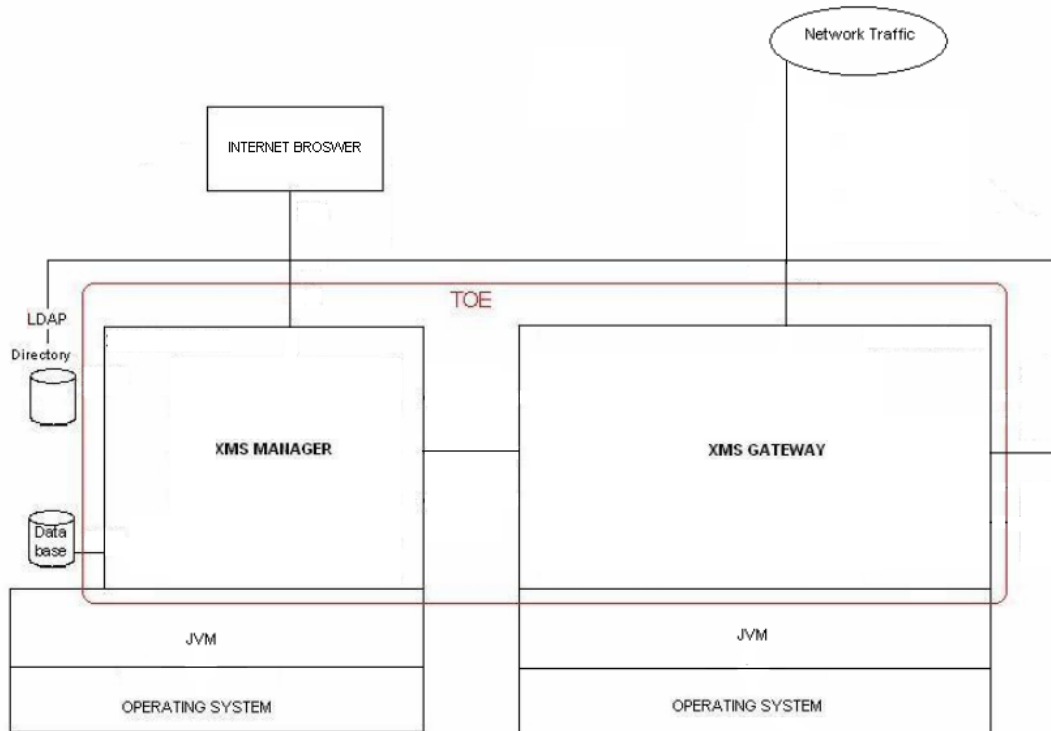 Network Traffic
INTERNET BROSWER
TOE
LDAP
Directory
XMS MANAGER
XMS GATEWAY
Data
base
JVM
JVM
OPERATING SYSTEM
OPERATING SYSTEM